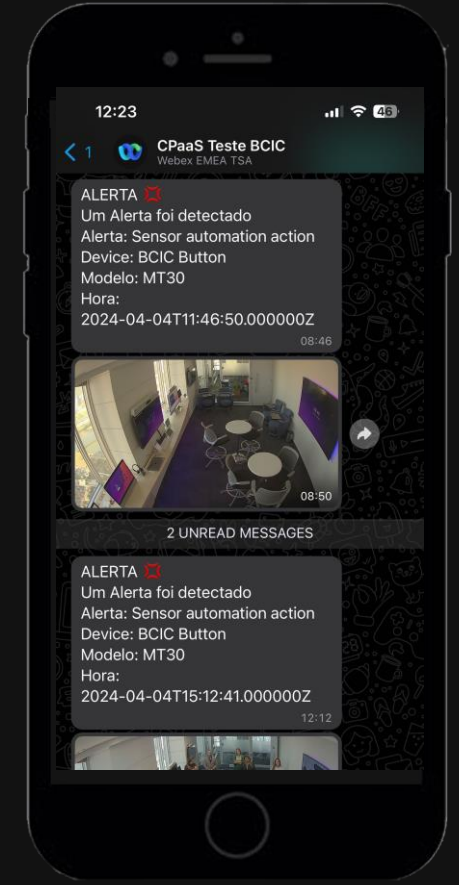 12:23
46
1
CPaaS Teste BCIC
Webex EMEA TSA
ALERTA 💢
Um Alerta foi detectado
Alerta: Sensor automation action
Device: BCIC Button
Modelo: MT30
Hora:
2024-04-04T11:46:50.000000Z
08:46
08:50
2 UNREAD MESSAGES
ALERTA 💢
Um Alerta foi detectado
Alerta: Sensor automation action
Device: BCIC Button
Modelo: MT30
Hora:
2024-04-04T15:12:41.000000Z
12:12